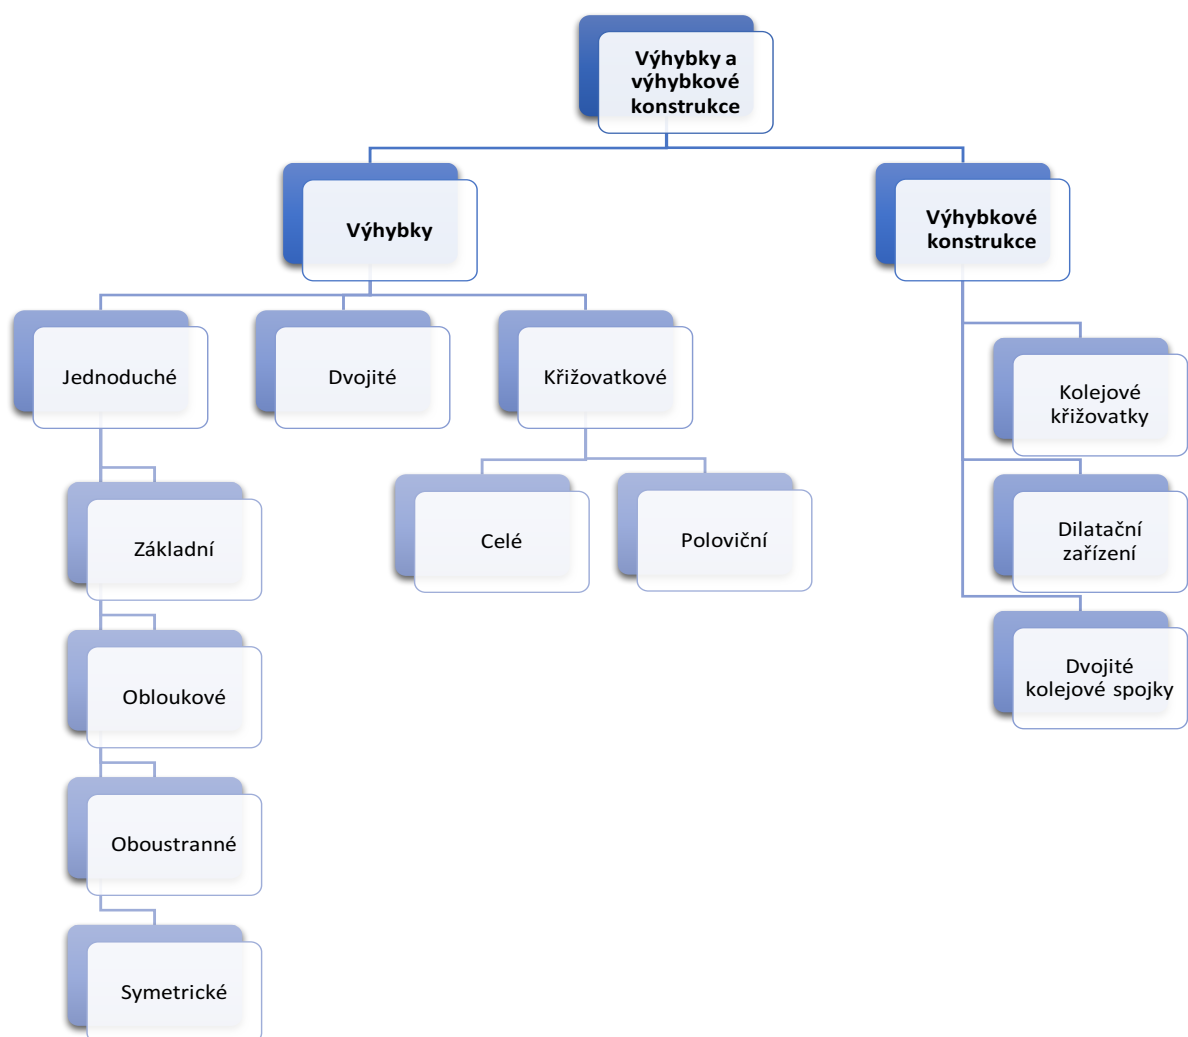 Výhybky a
výhybkové
konstrukce
Výhybky
Výhybkové
konstrukce
Jednoduché
Dvojité
Křižovatkové
Kolejové
křižovatky
Základní
Celé
Poloviční
Dilatační
zařízení
Obloukové
Dvojité
kolejové spojky
Oboustranné
Symetrické